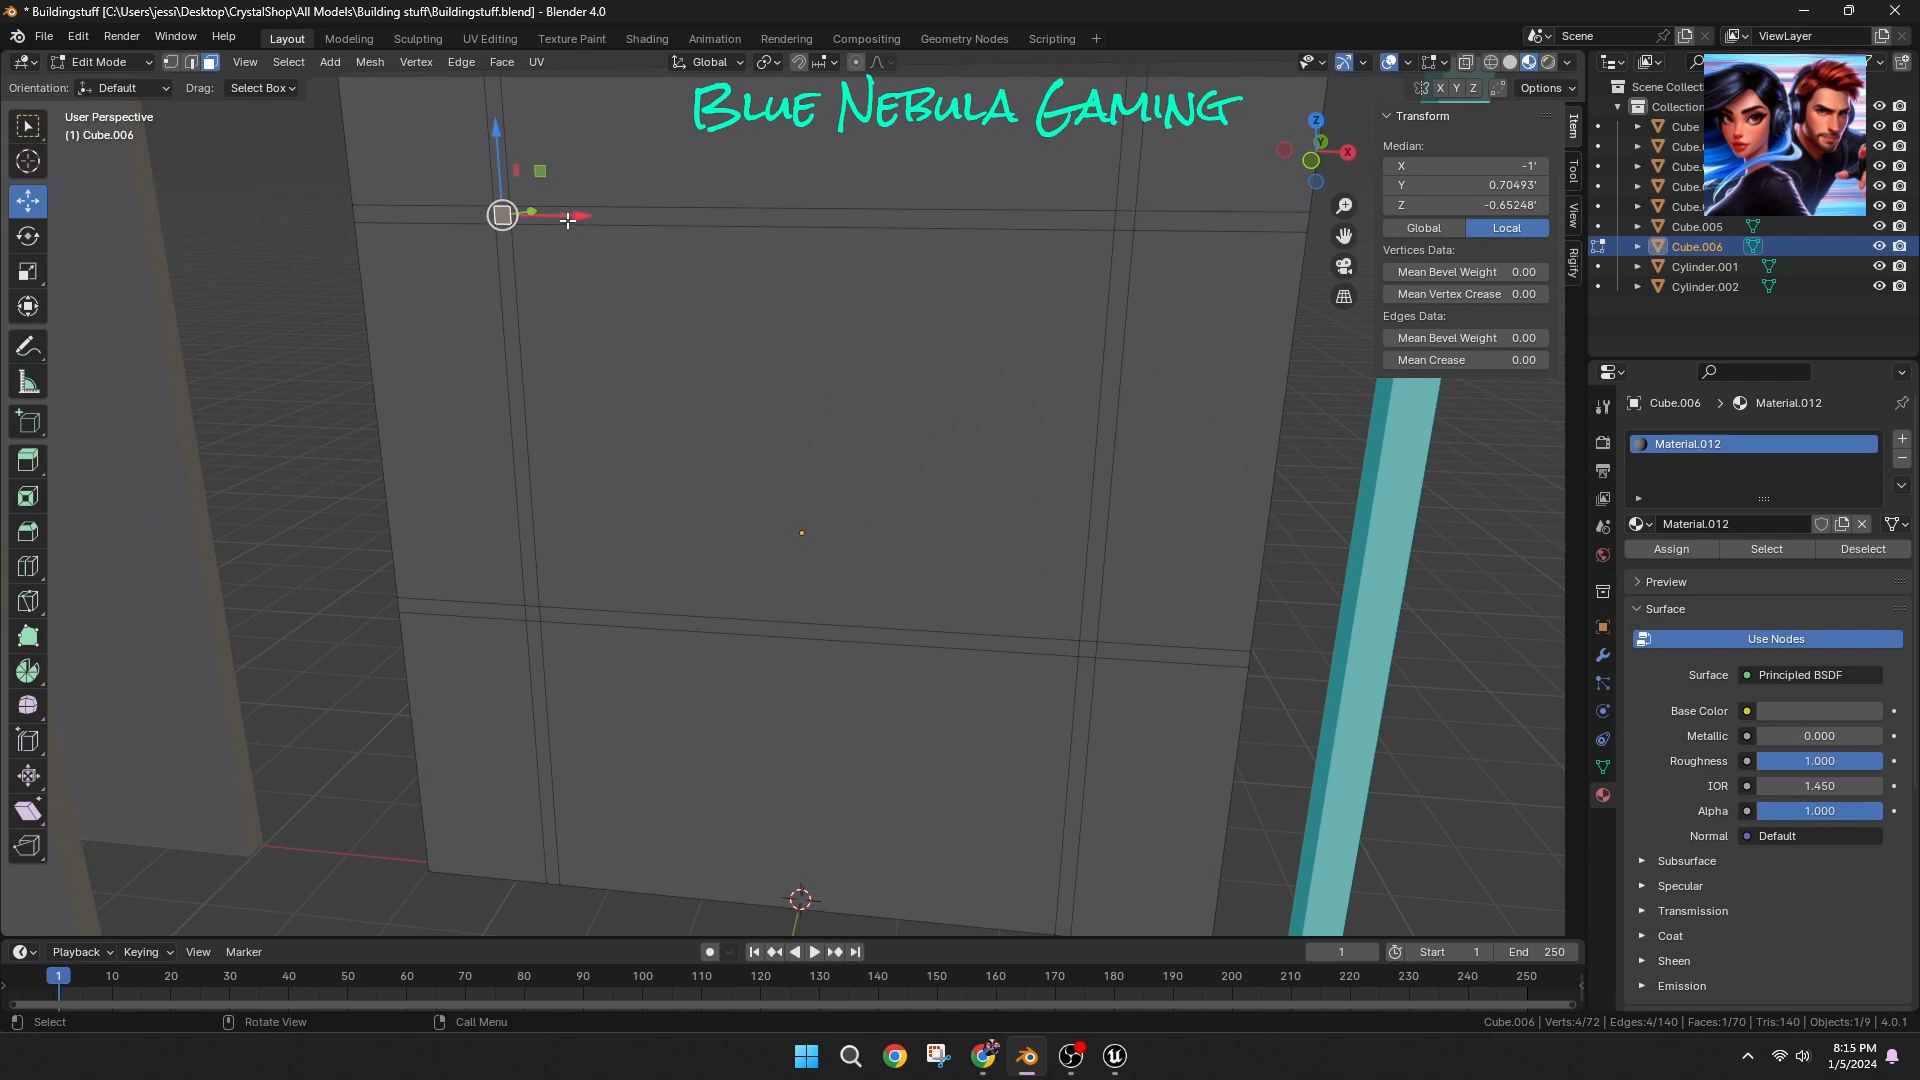 * Buildingstuff [C:\Users\jessi\Desktop\CrystalShop\All Models\Building stuff\Buildingstuff.blend] - Blender 4.0
File Edit Render Window Help Layout Modeling Sculpting UV Editing Texture Paint Shading Animation Rendering Compositing Geometry Nodes Scripting + Scene ViewLayer
Edit Mode View Select Add Mesh Vertex Edge Face UV Global
Orientation: Default Drag: Select Box X Y Z Options
Blue Nebula Gaming
User Perspective
(1) Cube.006
Z
Y
X
Transform
Median:
X -1'
Y 0.70493'
Z -0.65248'
Global Local
Vertices Data:
Mean Bevel Weight 0.00
Mean Vertex Crease 0.00
Edges Data:
Mean Bevel Weight 0.00
Mean Crease 0.00
Item
Tool
View
Rigify
Scene Collect
Collection
Cube
Cube.
Cube.
Cube.
Cube.
Cube.005
Cube.006
Cylinder.001
Cylinder.002
Cube.006 > Material.012
Material.012
Material.012
Assign Select Deselect
Preview
Surface
Use Nodes
Surface Principled BSDF
Base Color
Metallic 0.000
Roughness 1.000
IOR 1.450
Alpha 1.000
Normal Default
Subsurface
Specular
Transmission
Coat
Sheen
Emission
Playback Keying View Marker 1 Start 1 End 250
1 10 20 30 40 50 60 70 80 90 100 110 120 130 140 150 160 170 180 190 200 210 220 230 240 250
Select Rotate View Call Menu Cube.006 | Verts:4/72 | Edges:4/140 | Faces:1/70 | Tris:140 | Objects:1/9 | 4.0.1
8:15 PM
1/5/2024